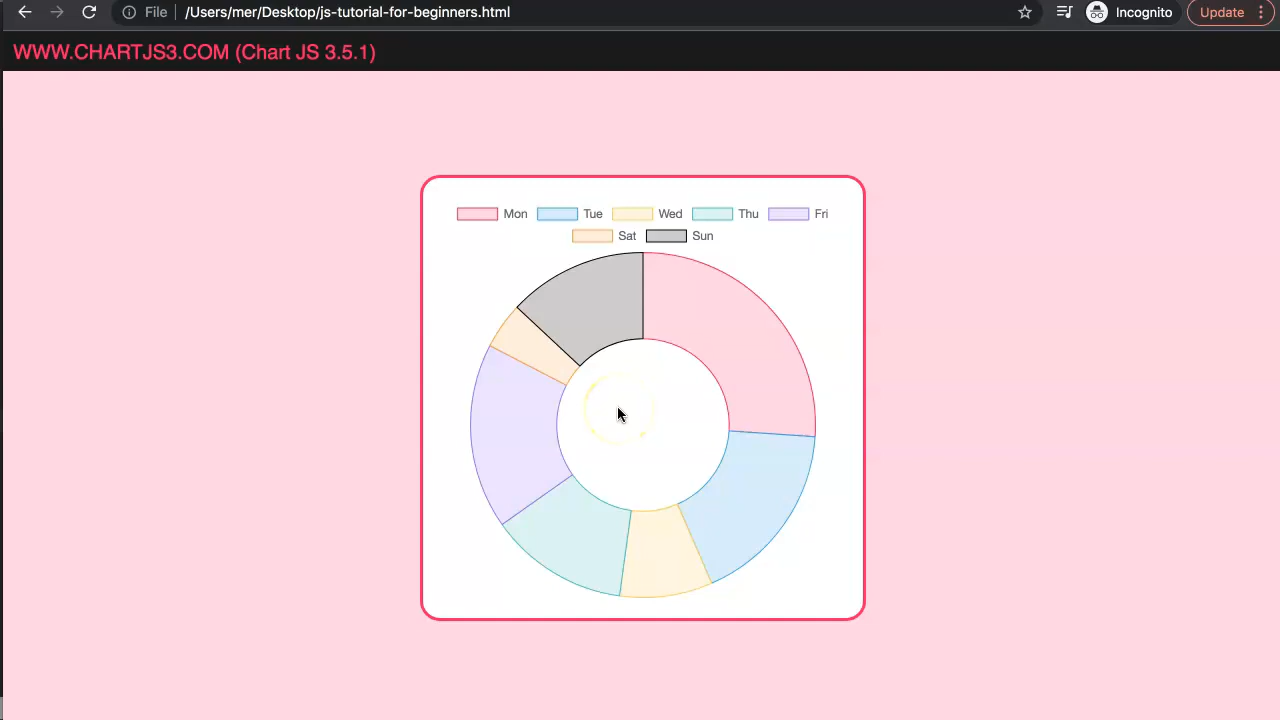 File /Users/mer/Desktop/js-tutorial-for-beginners.html Incognito Update
WWW.CHARTJS3.COM (Chart JS 3.5.1)
Mon Tue Wed Thu Fri
Sat Sun